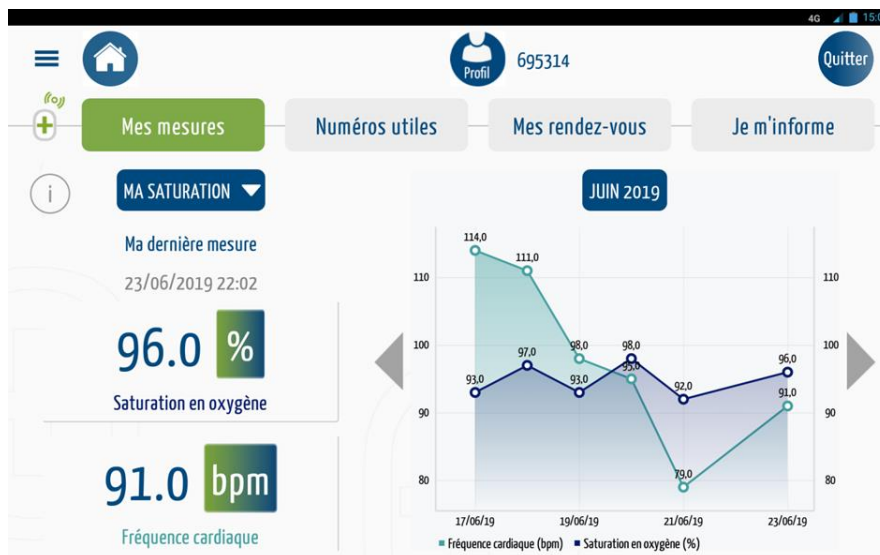 4G 15:0
Profil
695314
Quitter
Mes mesures
Numéros utiles
Mes rendez-vous
Je m'informe
i
MA SATURATION
JUIN 2019
Ma dernière mesure
23/06/2019 22:02
96.0 %
Saturation en oxygène
91.0 bpm
Fréquence cardiaque
114,0
111,0
110 110
98,0 98,0
100 100
97,0 96,0
95,0
93,0 93,0 92,0
91,0
90 90
79,0
80 80
17/06/19 19/06/19 21/06/19 23/06/19
Fréquence cardiaque (bpm) Saturation en oxygène (%)